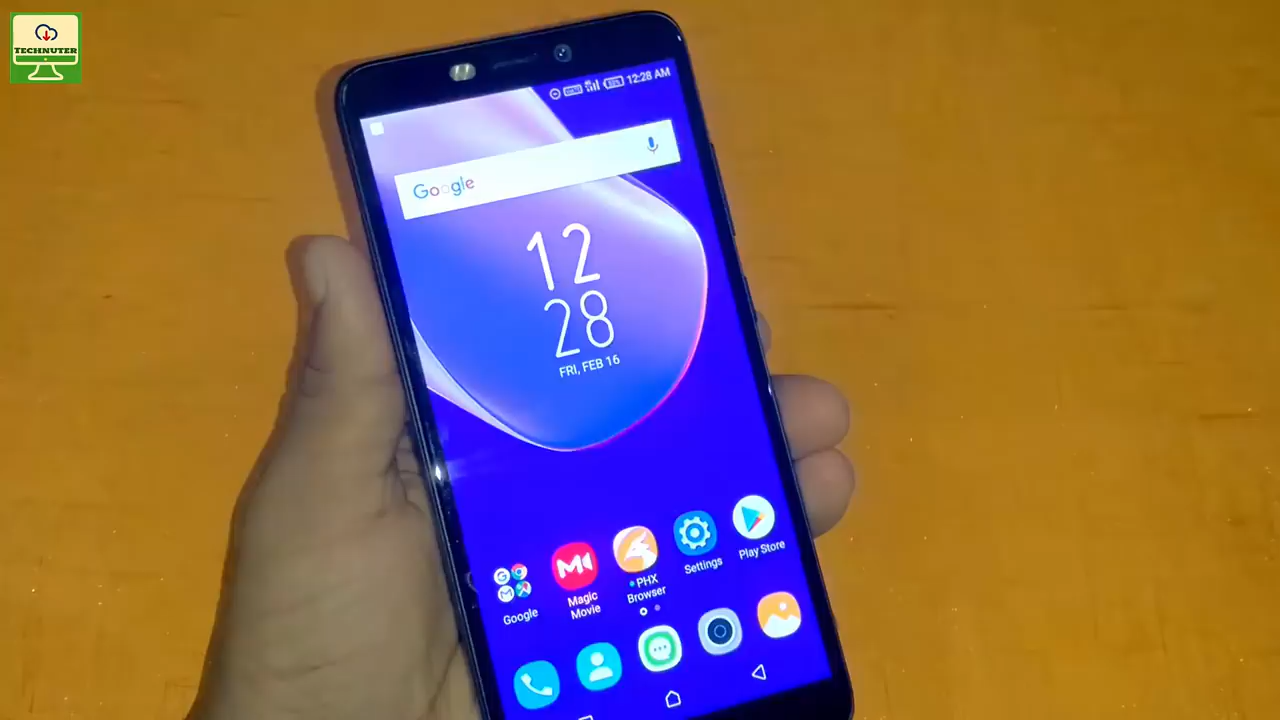 TECHNUTER
12:28 AM
Google
12
28
FRI, FEB 16
Google
Magic
Movie
PHX
Browser
Settings
Play Store